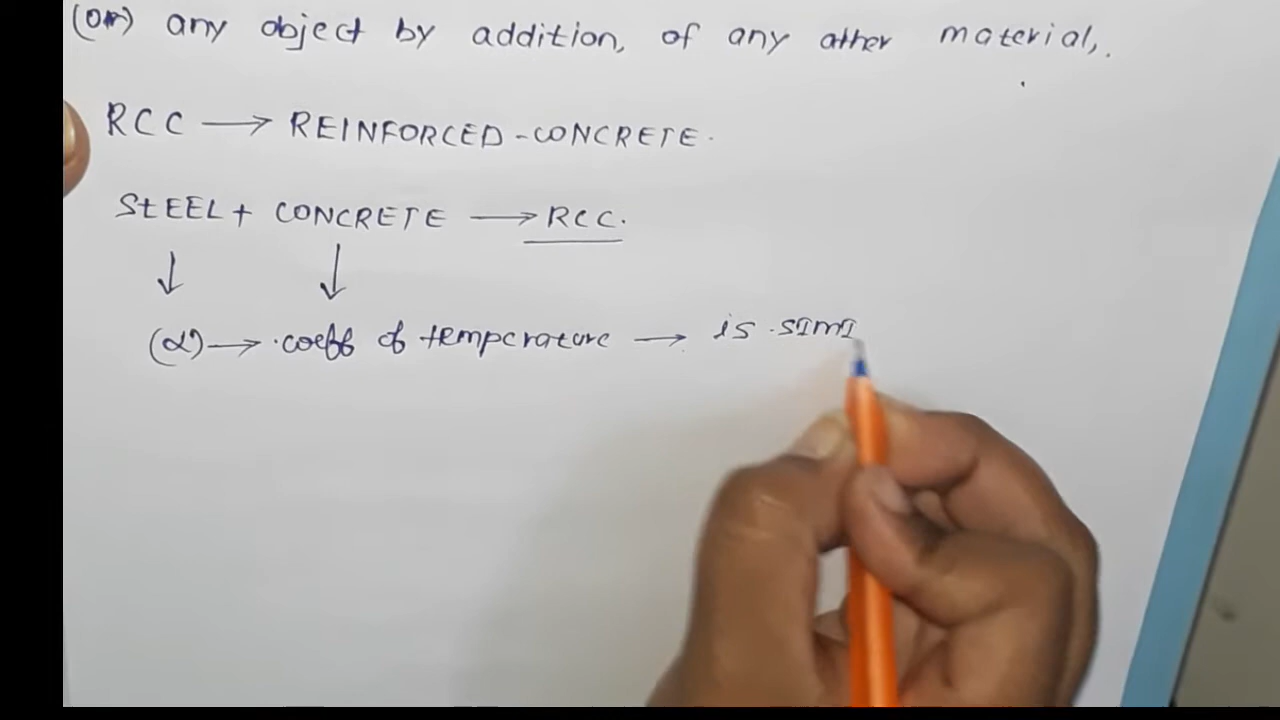 (or) any object by addition, of any other material,.
RCC → REINFORCED-CONCRETE.
STEEL + CONCRETE → RCC.
↓ ↓
(α) → coeff of temperature → is SIMI